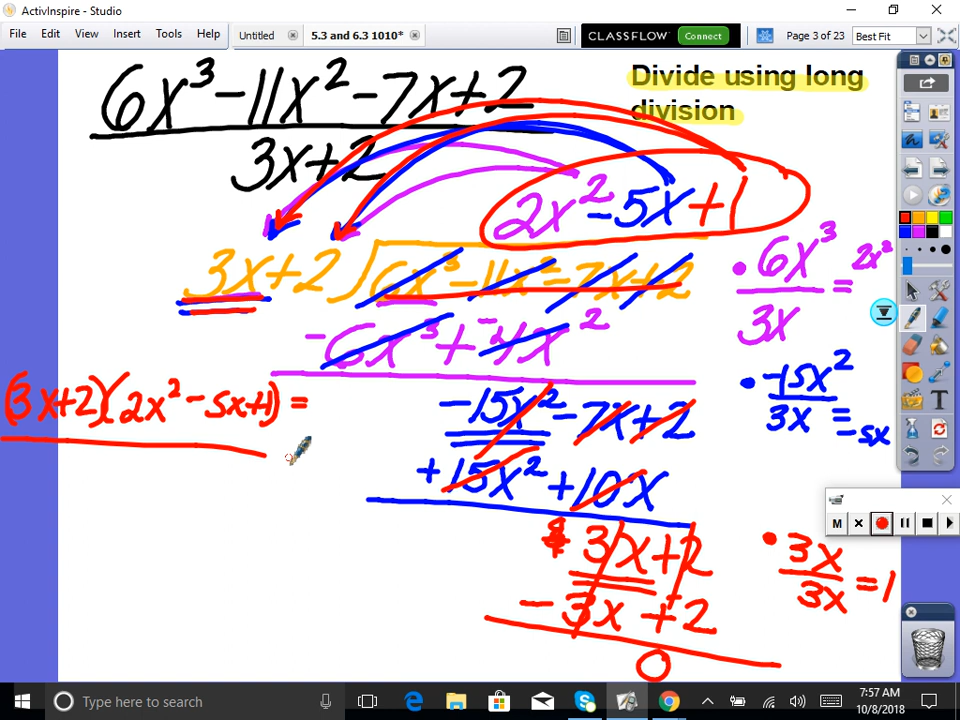 ActivInspire - Studio
File Edit View Insert Tools Help Untitled 5.3 and 6.3 1010* CLASSFLOW Connect Page 3 of 23 Best Fit
6x³ - 11x² - 7x + 2
3x + 2
Divide using long
division
2x² - 5x + 1
3x + 2 6x³ - 11x² - 7x + 2
- 6x³ + - 4x²
• 6x³ = 2x²
3x
(3x + 2)(2x² - 5x + 1) =
- 15x² - 7x + 2
+ 15x² + 10x
• -15x² = -5x
3x
3x + 2
- 3x + 2
0
• 3x = 1
3x
M
Type here to search
7:57 AM
10/8/2018